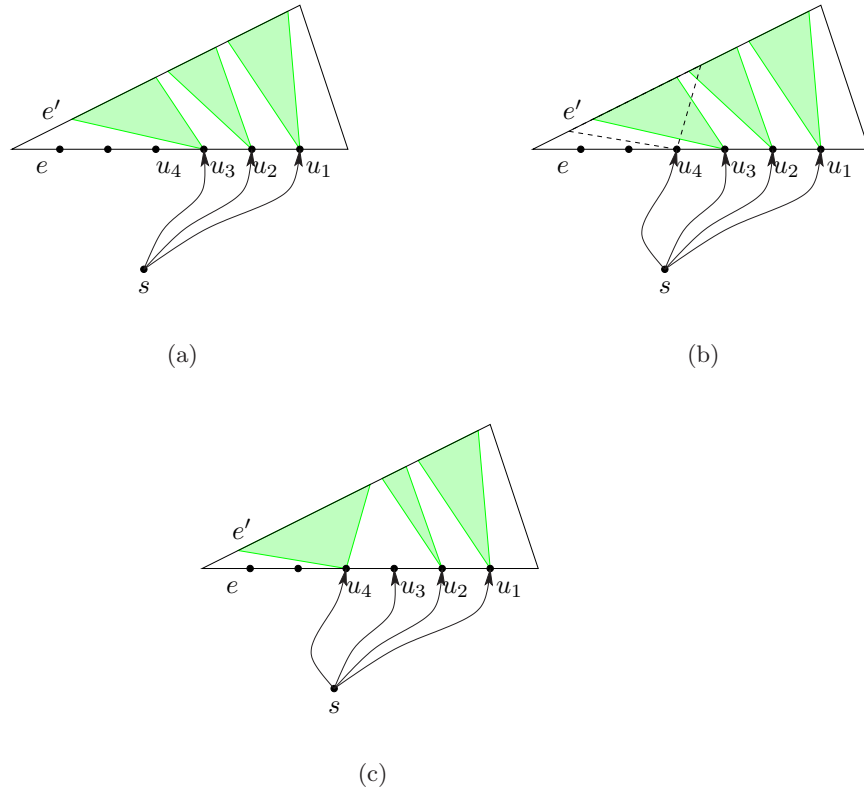 e′
e u₄ u₃ u₂ u₁
s
(a)
e′
e u₄ u₃ u₂ u₁
s
(b)
e′
e u₄ u₃ u₂ u₁
s
(c)